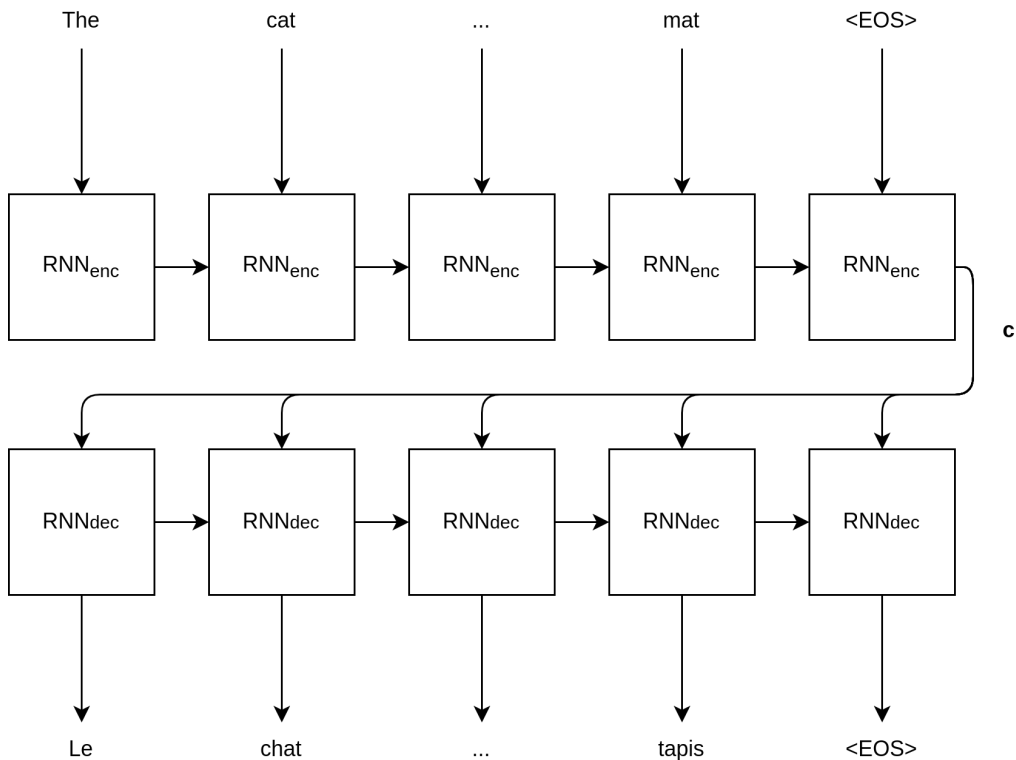 The cat ... mat <EOS>
RNNenc RNNenc RNNenc RNNenc RNNenc
c
RNNdec RNNdec RNNdec RNNdec RNNdec
Le chat ... tapis <EOS>